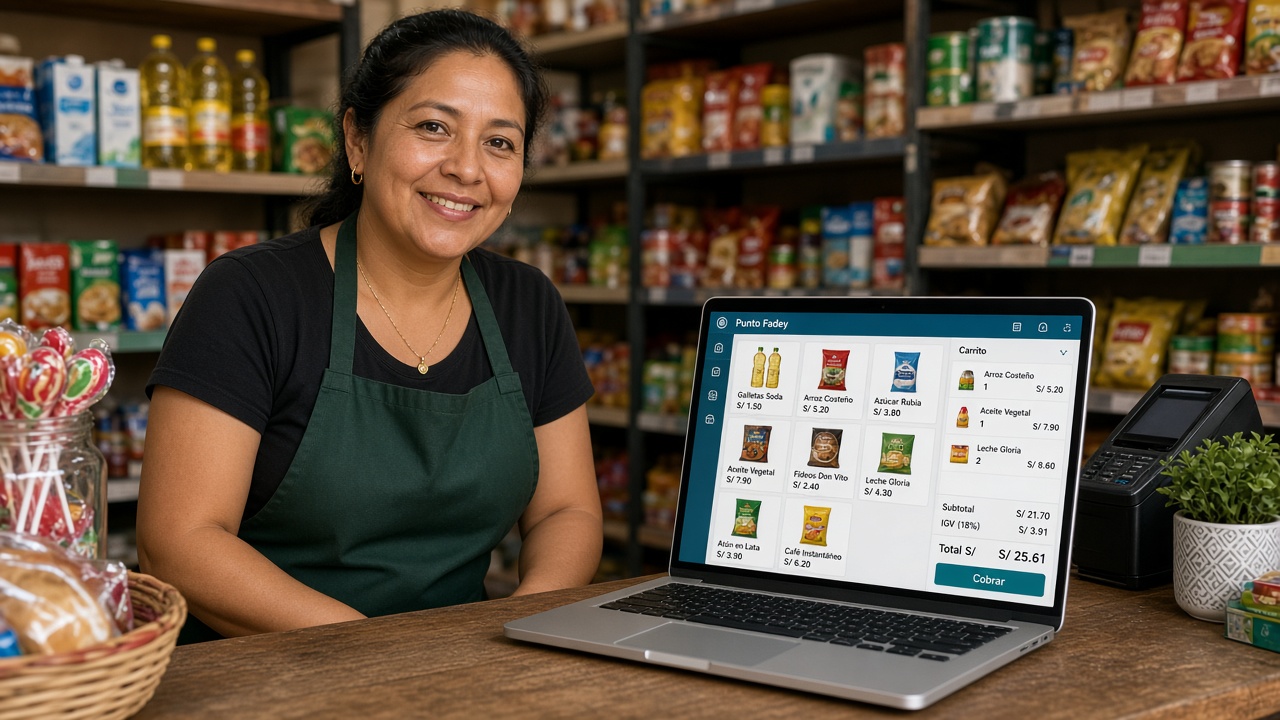 Punto Fadey
Galletas Soda
S/ 1.50
Arroz Costeño
S/ 5.20
Azúcar Rubia
S/ 3.80
Aceite Vegetal
S/ 7.90
Fideos Don Vito
S/ 2.40
Leche Gloria
S/ 4.30
Atún en Lata
S/ 3.90
Café Instantáneo
S/ 6.20
Carrito
Arroz Costeño
1 S/ 5.20
Aceite Vegetal
1 S/ 7.90
Leche Gloria
2 S/ 8.60
Subtotal S/ 21.70
IGV (18%) S/ 3.91
Total S/ S/ 25.61
Cobrar